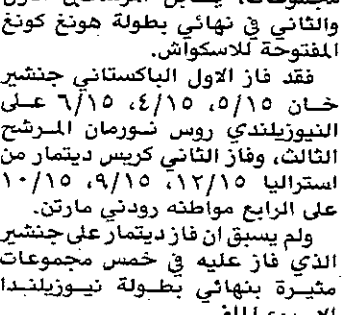 والثاني في نهائي بطولة هونغ كونغ
المفتوحة للاسكواش.
فقد فاز الاول الباكستاني جنشير
خان ٥/١٥، ٤/١٥، ٦/١٥ على
النيوزيلندي روس نورمان المرشح
الثالث، وفاز الثاني كريس ديتمار من
استراليا ١٢/١٥، ٩/١٥، ١٠/١٥
على الرابع مواطنه رودني مارتن.
ولم يسبق ان فاز ديتمار على جنشير
الذي فاز عليه في خمس مجموعات
مثيرة بنهائي بطولة نيوزيلندا